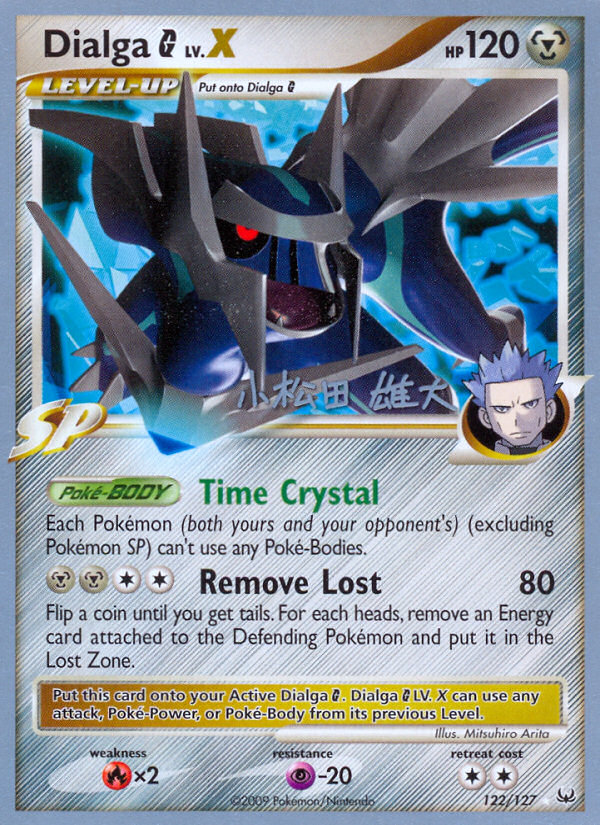 Dialga G LV.X HP120
LEVEL-UP Put onto Dialga G
小松田 雄大
SP
Poké-BODY Time Crystal
Each Pokémon (both yours and your opponent's) (excluding
Pokémon SP) can't use any Poké-Bodies.
Remove Lost 80
Flip a coin until you get tails. For each heads, remove an Energy
card attached to the Defending Pokémon and put it in the
Lost Zone.
Put this card onto your Active Dialga G. Dialga G LV. X can use any
attack, Poké-Power, or Poké-Body from its previous Level.
Illus. Mitsuhiro Arita
weakness resistance retreat cost
×2 -20
©2009 Pokémon/Nintendo 122/127